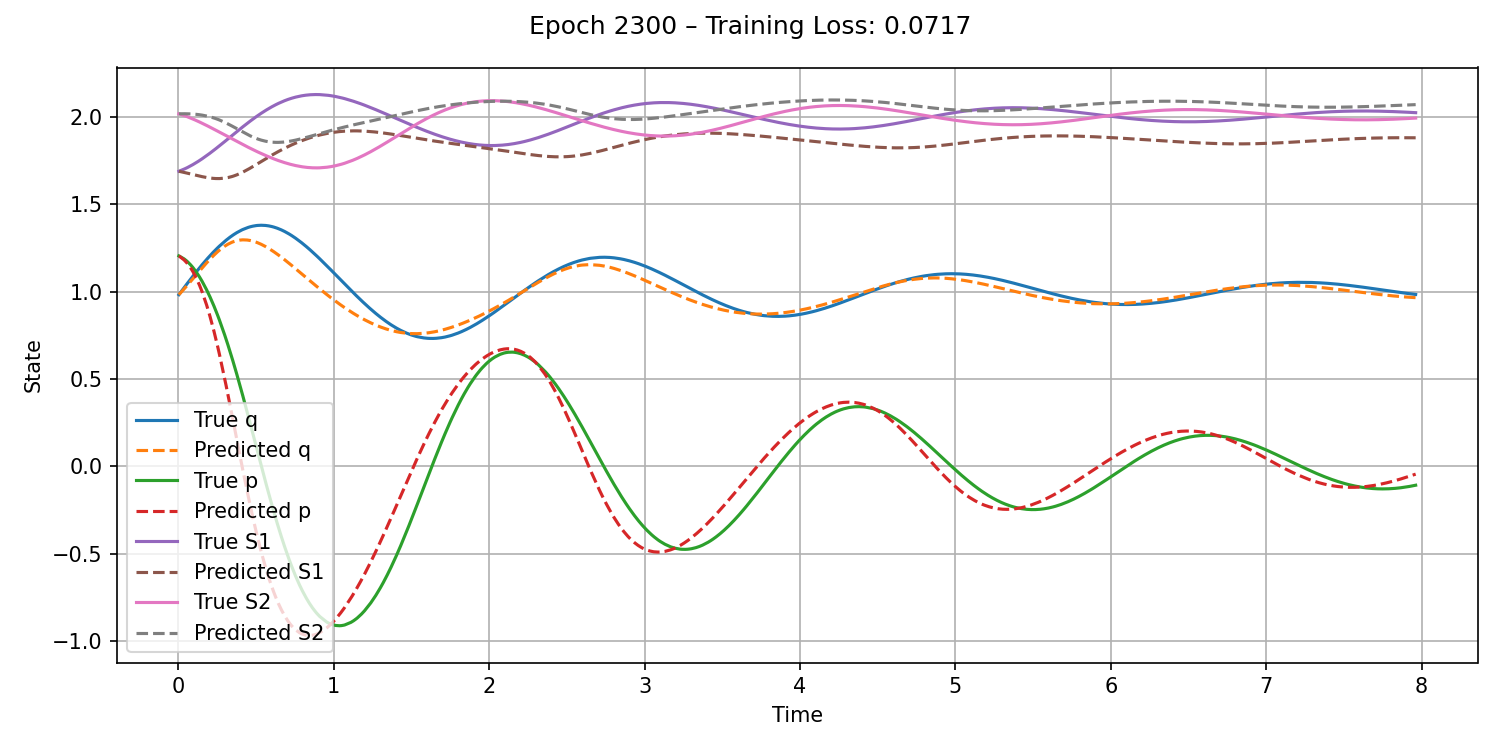 Epoch 2300 – Training Loss: 0.0717
State
2.0
1.5
1.0
0.5
0.0
−0.5
−1.0
True q
Predicted q
True p
Predicted p
True S1
Predicted S1
True S2
Predicted S2
0 1 2 3 4 5 6 7 8
Time